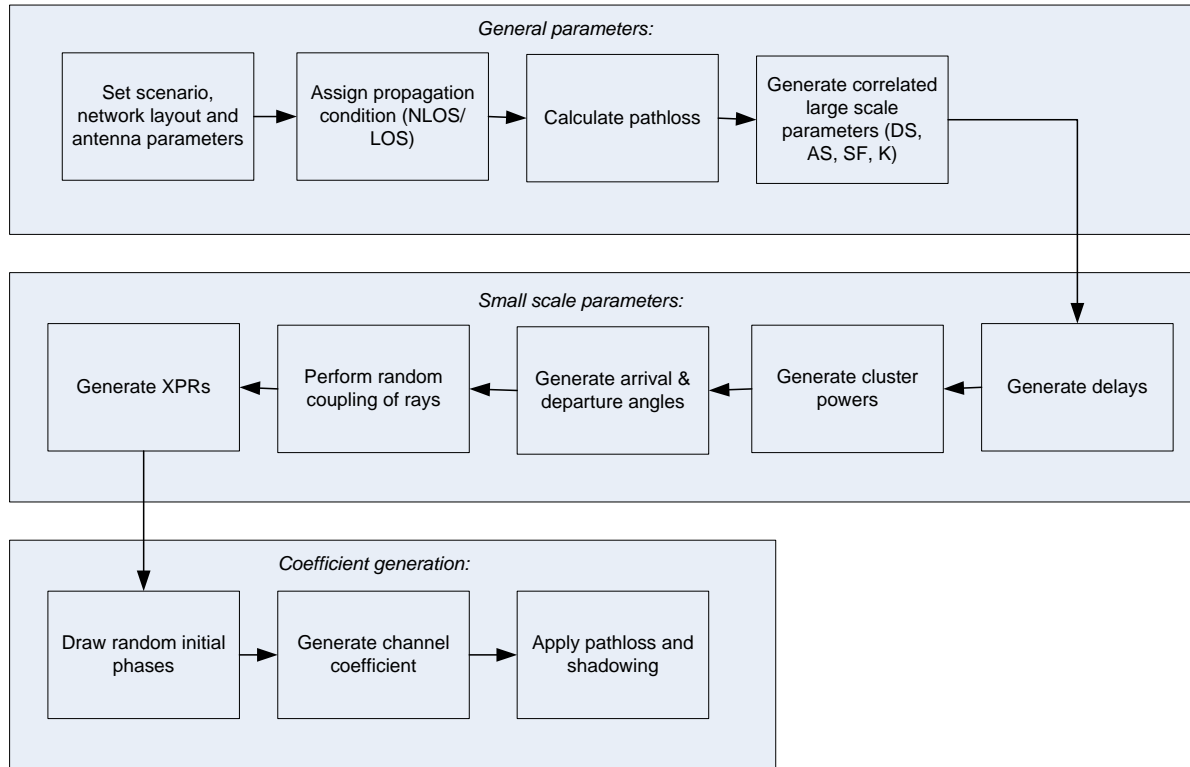 General parameters:
Set scenario,
network layout and
antenna parameters
Assign propagation
condition (NLOS/
LOS)
Calculate pathloss
Generate correlated
large scale
parameters (DS,
AS, SF, K)
Small scale parameters:
Generate XPRs
Perform random
coupling of rays
Generate arrival &
departure angles
Generate cluster
powers
Generate delays
Coefficient generation:
Draw random initial
phases
Generate channel
coefficient
Apply pathloss and
shadowing